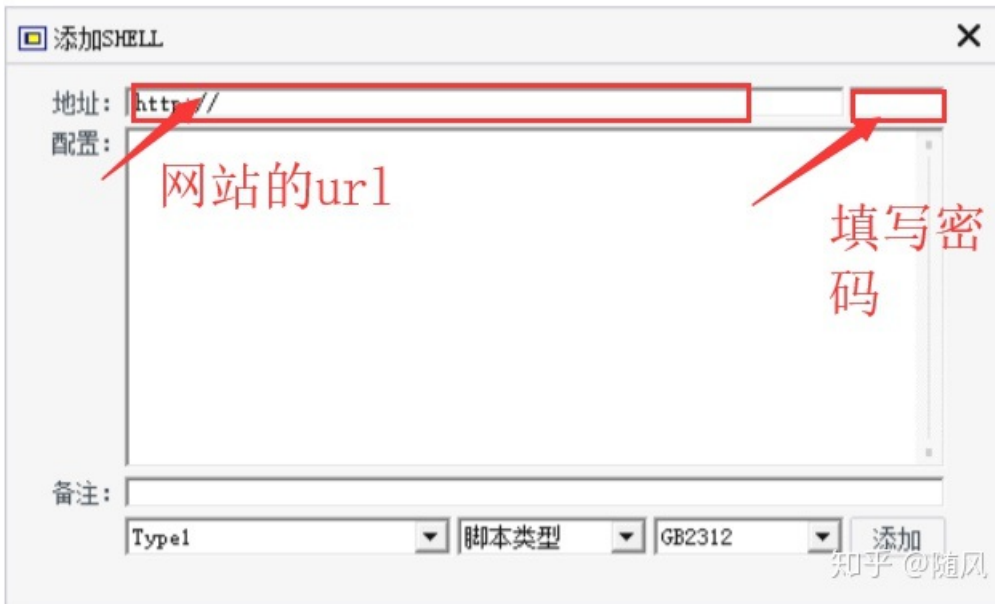 添加SHELL
地址: http://
配置:
网站的url
填写密
码
备注:
Type1 脚本类型 GB2312 添加
知乎 @随风